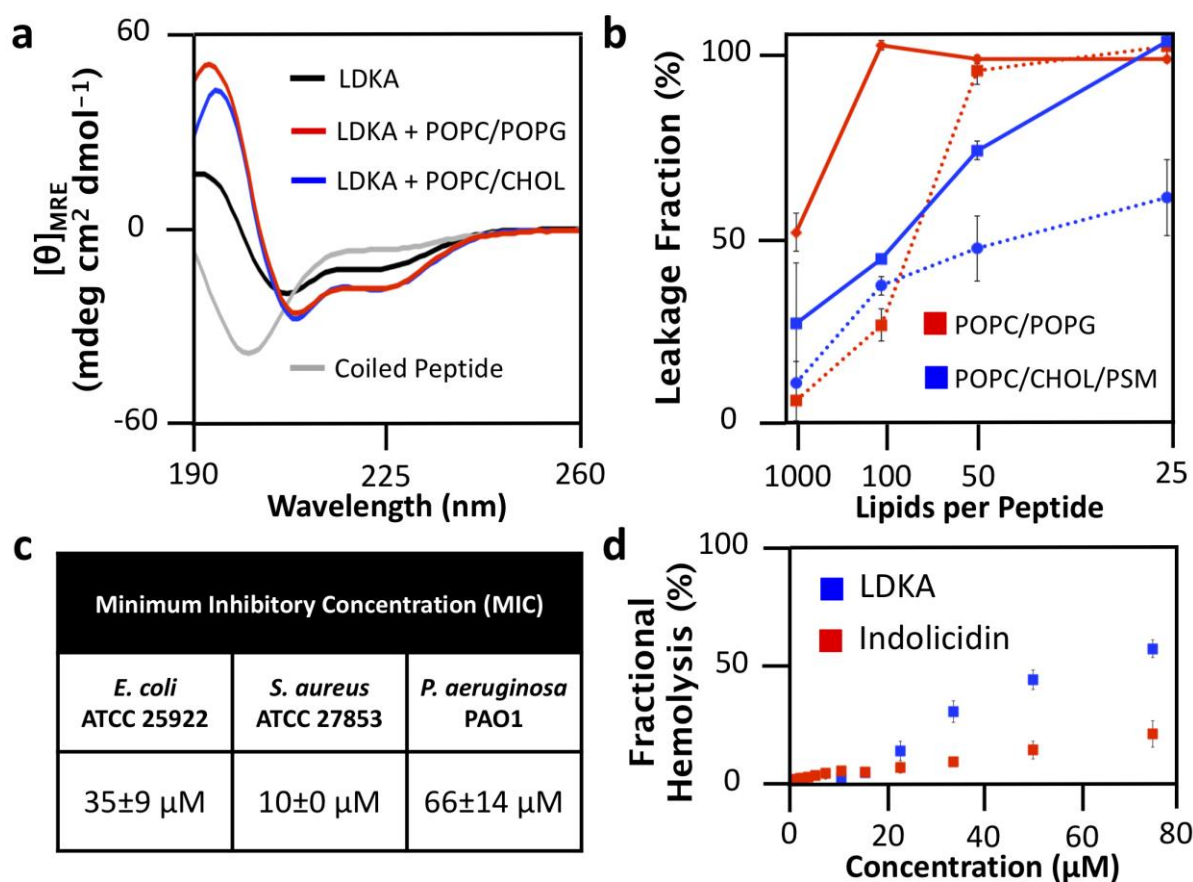 a
60
0
-60
[θ]MRE
(mdeg cm² dmol⁻¹)
LDKA
LDKA + POPC/POPG
LDKA + POPC/CHOL
Coiled Peptide
190
225
260
Wavelength (nm)
b
100
50
0
Leakage Fraction (%)
POPC/POPG
POPC/CHOL/PSM
1000
100
50
25
Lipids per Peptide
c
Minimum Inhibitory Concentration (MIC)
E. coli
ATCC 25922
S. aureus
ATCC 27853
P. aeruginosa
PAO1
35±9 µM
10±0 µM
66±14 µM
d
100
50
0
Fractional
Hemolysis (%)
LDKA
Indolicidin
0
20
40
60
80
Concentration (µM)